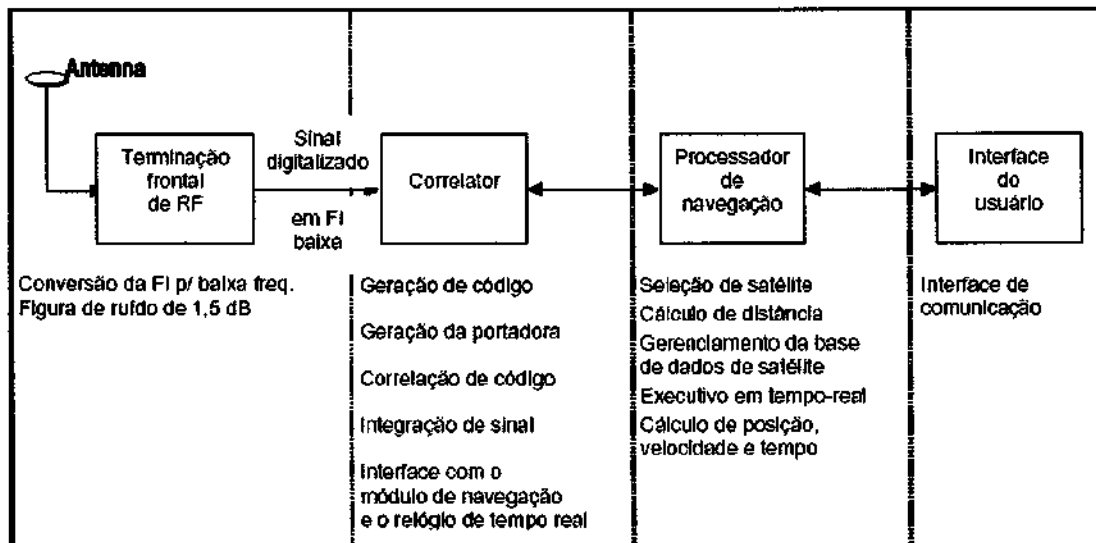 Antenna
Terminação
frontal
de RF
Sinal
digitalizado
em FI
baixa
Correlator
Processador
de
navegação
Interface
do
usuário
Conversão da FI p/ baixa freq.
Figura de ruído de 1,5 dB
Geração de código
Geração da portadora
Correlação de código
Integração de sinal
Interface com o
módulo de navegação
e o relógio de tempo real
Seleção de satélite
Cálculo de distância
Gerenciamento da base
de dados de satélite
Executivo em tempo-real
Cálculo de posição,
velocidade e tempo
Interface de
comunicação